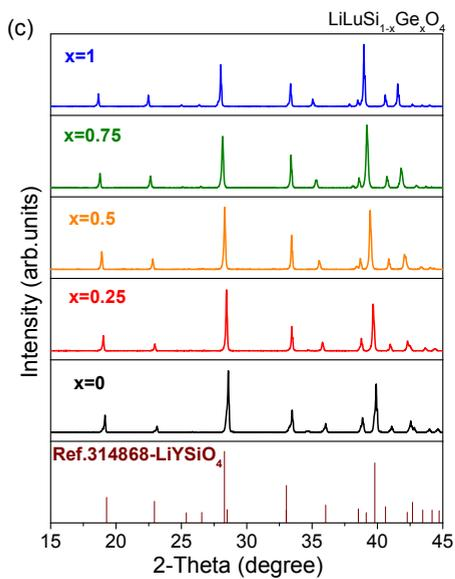 (c)
LiLuSi₁₋ₓGeₓO₄
x=1
x=0.75
x=0.5
x=0.25
x=0
Ref.314868-LiYSiO₄
Intensity (arb.units)
15 20 25 30 35 40 45
2-Theta (degree)